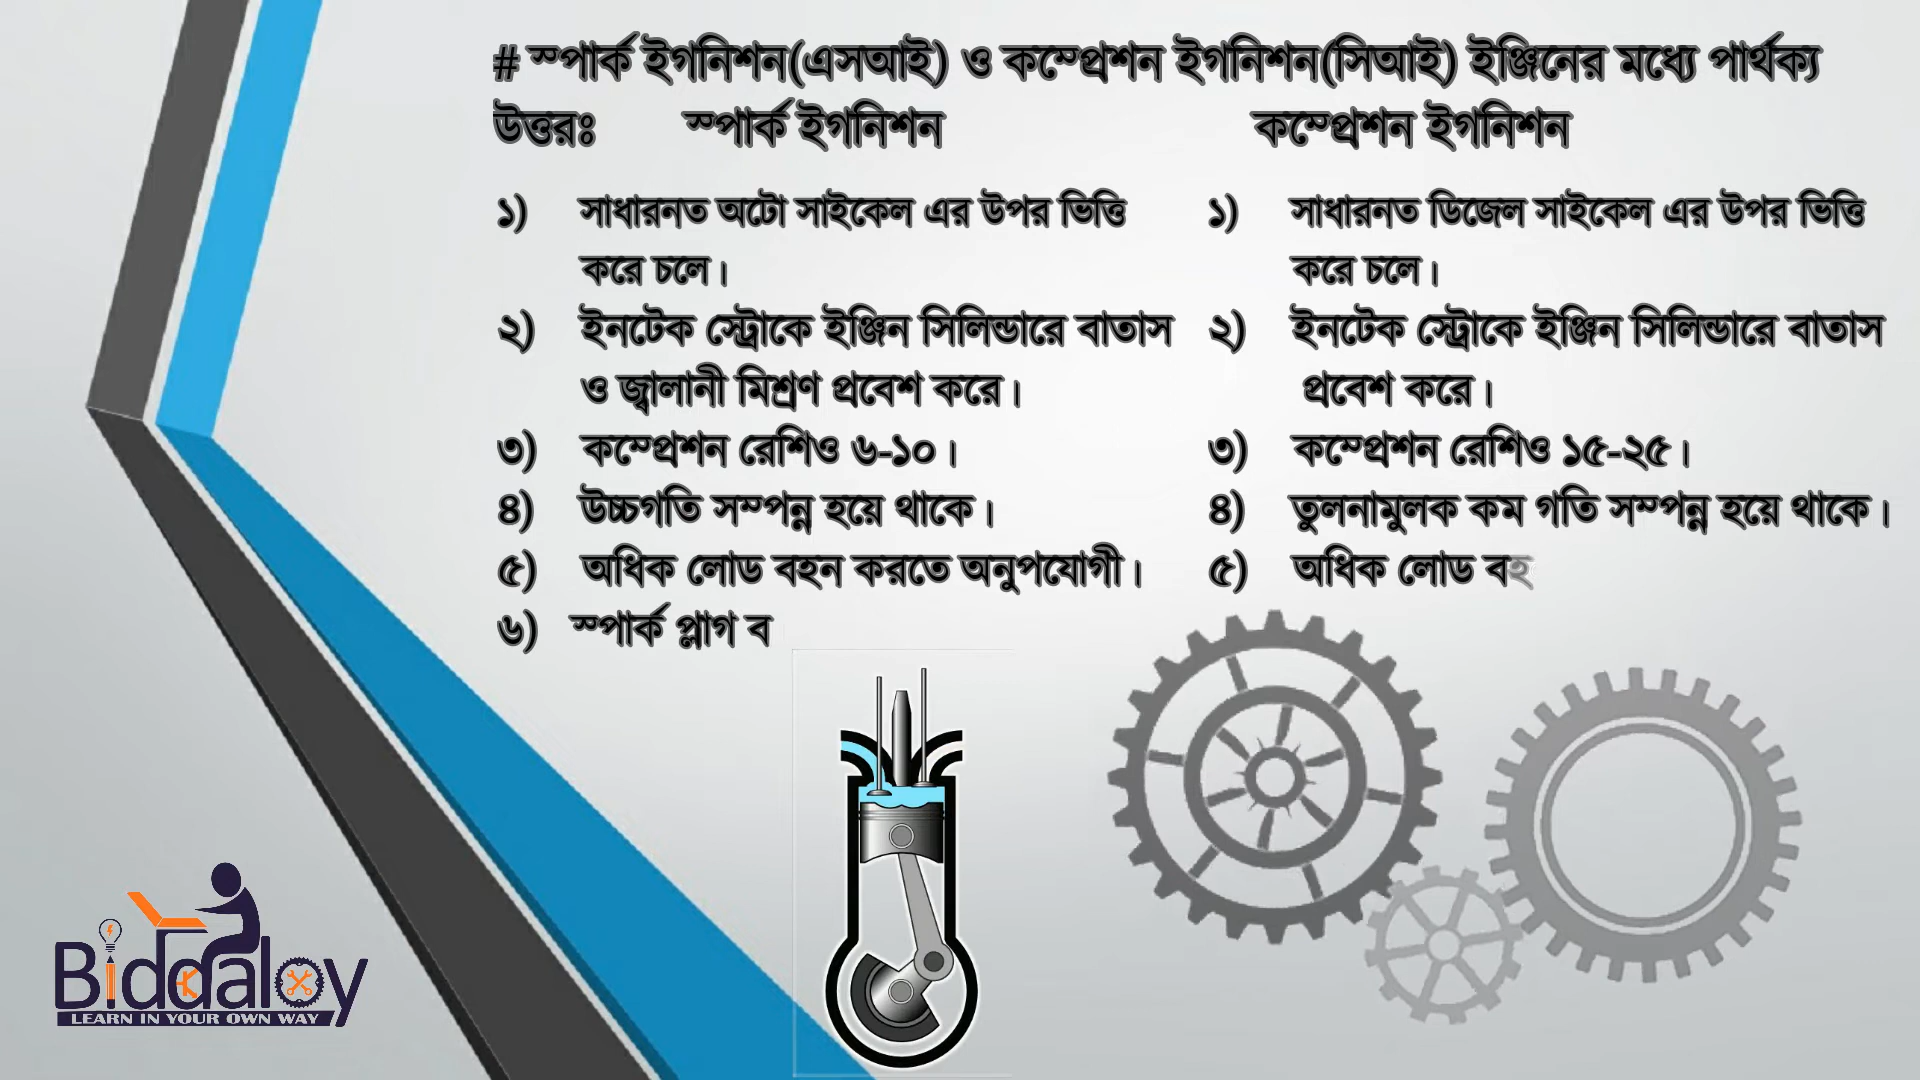 # স্পার্ক ইগনিশন(এসআই) ও কম্প্রেশন ইগনিশন(সিআই) ইঞ্জিনের মধ্যে পার্থক্য
উত্তরঃ স্পার্ক ইগনিশন কম্প্রেশন ইগনিশন
১) সাধারনত অটো সাইকেল এর উপর ভিত্তি
করে চলে।
২) ইনটেক স্ট্রোকে ইঞ্জিন সিলিন্ডারে বাতাস
ও জ্বালানী মিশ্রণ প্রবেশ করে।
৩) কম্প্রেশন রেশিও ৬-১০।
৪) উচ্চগতি সম্পন্ন হয়ে থাকে।
৫) অধিক লোড বহন করতে অনুপযোগী।
৬) স্পার্ক প্লাগ ব
১) সাধারনত ডিজেল সাইকেল এর উপর ভিত্তি
করে চলে।
২) ইনটেক স্ট্রোকে ইঞ্জিন সিলিন্ডারে বাতাস
প্রবেশ করে।
৩) কম্প্রেশন রেশিও ১৫-২৫।
৪) তুলনামুলক কম গতি সম্পন্ন হয়ে থাকে।
৫) অধিক লোড বহ
Biddaloy
LEARN IN YOUR OWN WAY